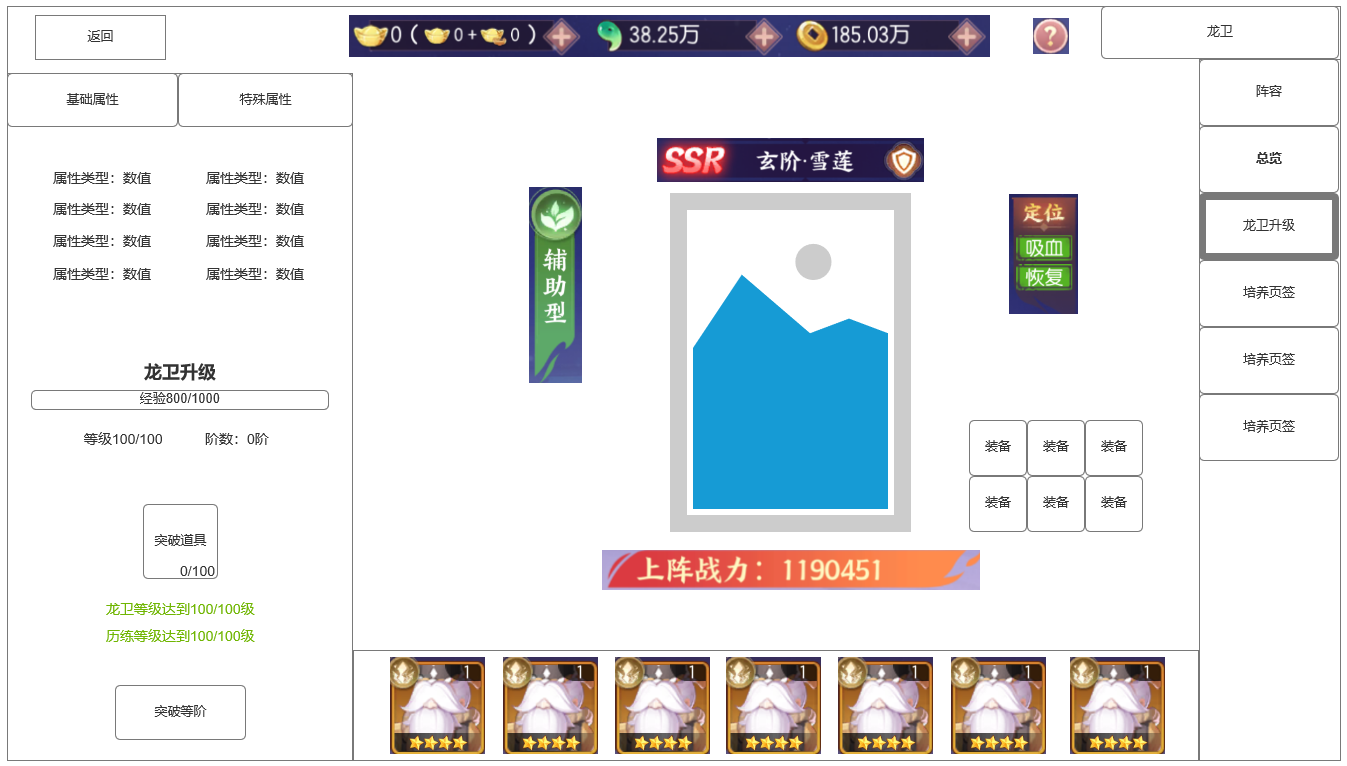 返回
0 ( 0 + 0 )
38.25万
185.03万
?
龙卫
基础属性
特殊属性
属性类型：数值 属性类型：数值
属性类型：数值 属性类型：数值
属性类型：数值 属性类型：数值
属性类型：数值 属性类型：数值
龙卫升级
经验800/1000
等级100/100 阶数：0阶
突破道具
0/100
龙卫等级达到100/100级
历练等级达到100/100级
突破等阶
SSR 玄阶·雪莲
辅助型
定位
吸血
恢复
装备 装备 装备
装备 装备 装备
上阵战力：1190451
1 1 1 1 1 1 1
阵容
总览
龙卫升级
培养页签
培养页签
培养页签